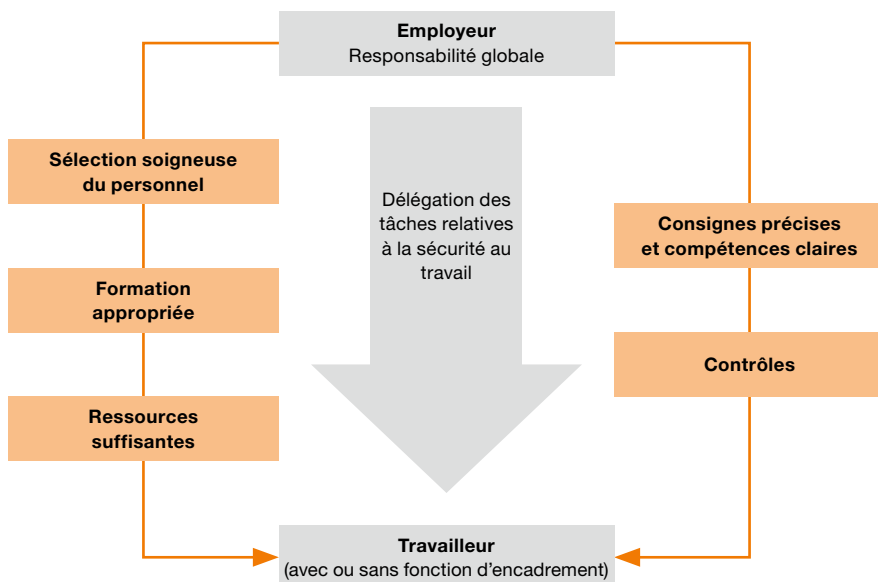 Employeur
Responsabilité globale
Sélection soigneuse
du personnel
Formation
appropriée
Ressources
suffisantes
Délégation des
tâches relatives
à la sécurité au
travail
Consignes précises
et compétences claires
Contrôles
Travailleur
(avec ou sans fonction d'encadrement)